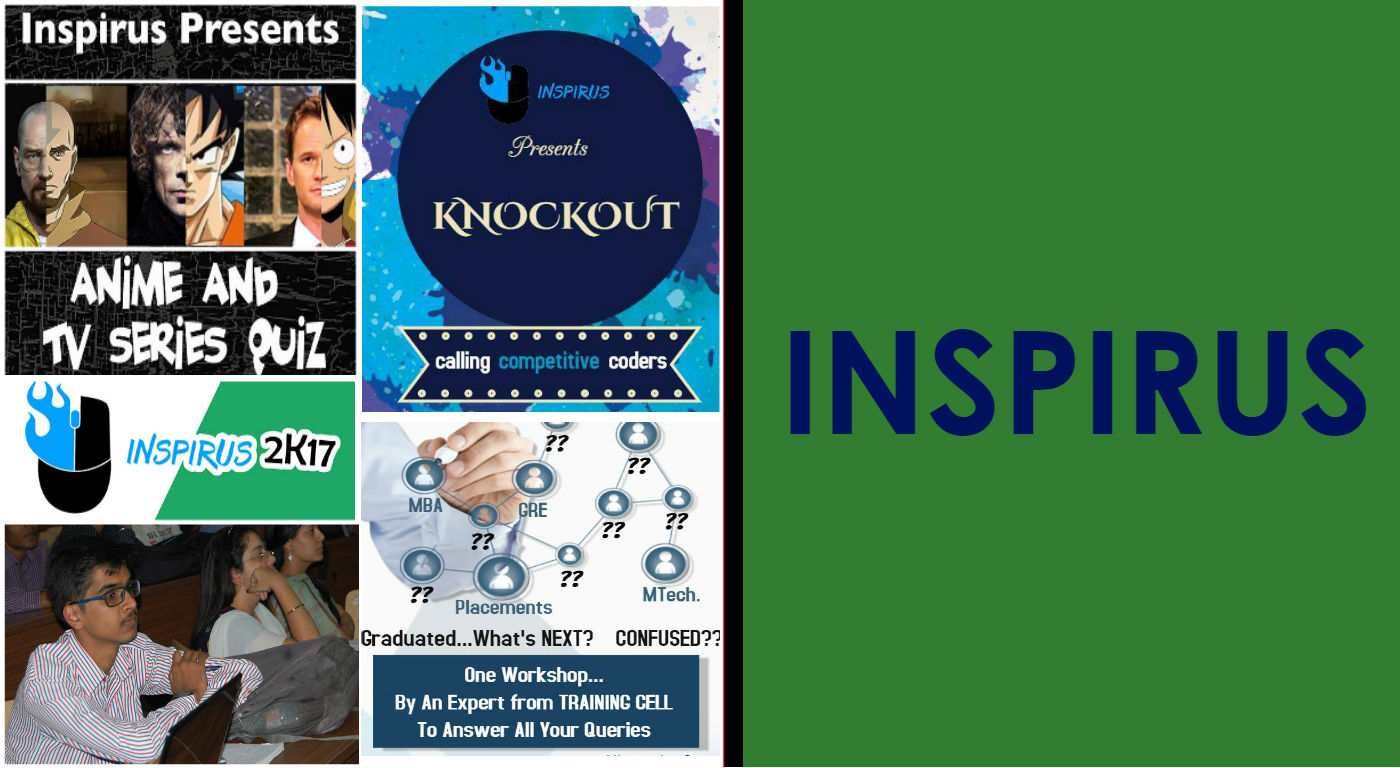 Inspirus Presents
ANiME AND
TV SERiES QUiZ
INSPIRUS 2K17
INSPIRUS
Presents
KNOCKOUT
calling competitive coders
??
??
MBA
GRE
??
??
??
??
??
Placements
MTech.
Graduated...What's NEXT? CONFUSED??
One Workshop...
By An Expert from TRAINING CELL
To Answer All Your Queries
INSPIRUS